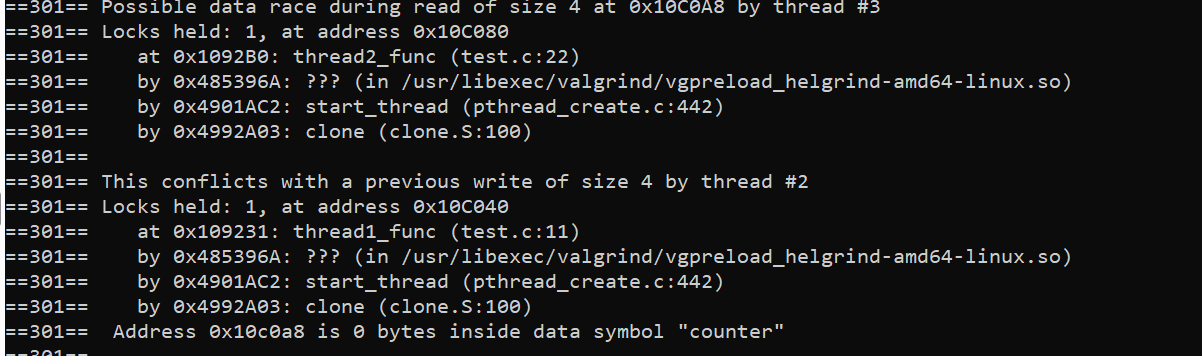 ==301== Possible data race during read of size 4 at 0x10C0A8 by thread #3
==301== Locks held: 1, at address 0x10C080
==301==    at 0x1092B0: thread2_func (test.c:22)
==301==    by 0x485396A: ??? (in /usr/libexec/valgrind/vgpreload_helgrind-amd64-linux.so)
==301==    by 0x4901AC2: start_thread (pthread_create.c:442)
==301==    by 0x4992A03: clone (clone.S:100)
==301==
==301== This conflicts with a previous write of size 4 by thread #2
==301== Locks held: 1, at address 0x10C040
==301==    at 0x109231: thread1_func (test.c:11)
==301==    by 0x485396A: ??? (in /usr/libexec/valgrind/vgpreload_helgrind-amd64-linux.so)
==301==    by 0x4901AC2: start_thread (pthread_create.c:442)
==301==    by 0x4992A03: clone (clone.S:100)
==301==  Address 0x10c0a8 is 0 bytes inside data symbol "counter"
==301==